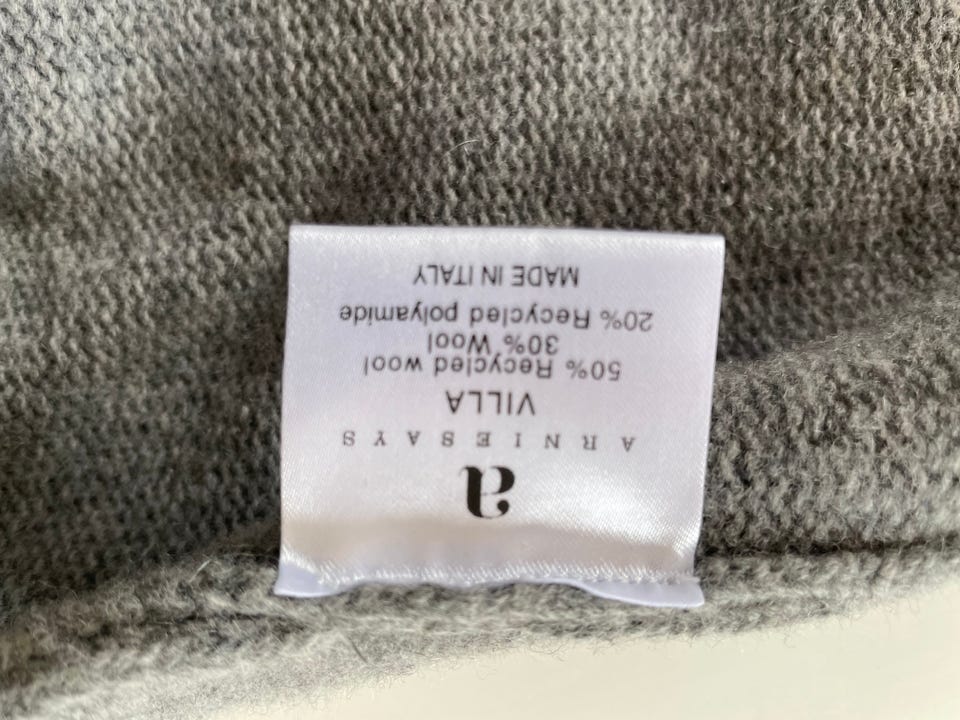 a
ARNIESAYS
VILLA
50% Recycled wool
30% Wool
20% Recycled polyamide
MADE IN ITALY